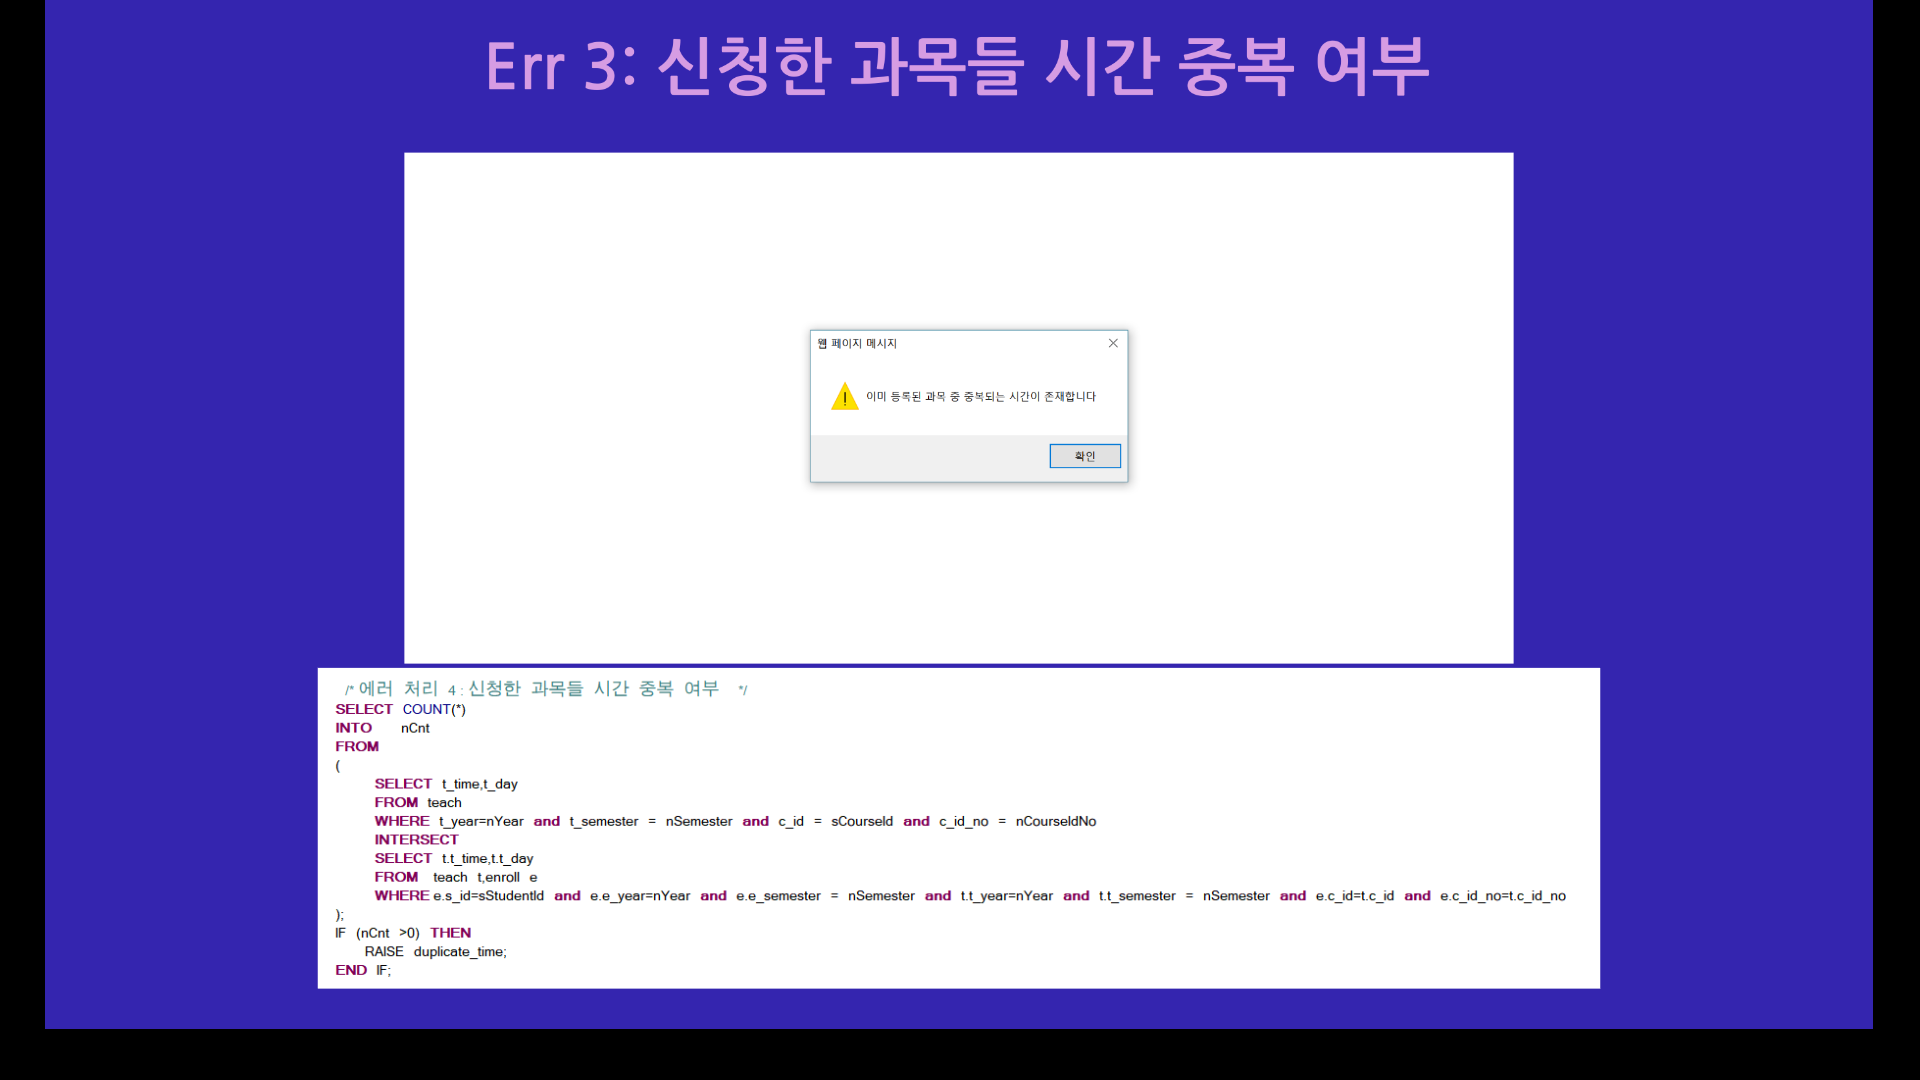 Err 3: 신청한 과목들 시간 중복 여부
웹 페이지 메시지
이미 등록된 과목 중 중복되는 시간이 존재합니다
확인
/* 에러 처리 4 : 신청한 과목들 시간 중복 여부 */
SELECT COUNT(*)
INTO nCnt
FROM
(
SELECT t_time,t_day
FROM teach
WHERE t_year=nYear and t_semester = nSemester and c_id = sCourseId and c_id_no = nCourseIdNo
INTERSECT
SELECT t.t_time,t.t_day
FROM teach t,enroll e
WHERE e.s_id=sStudentId and e.e_year=nYear and e.e_semester = nSemester and t.t_year=nYear and t.t_semester = nSemester and e.c_id=t.c_id and e.c_id_no=t.c_id_no
);
IF (nCnt >0) THEN
RAISE duplicate_time;
END IF;